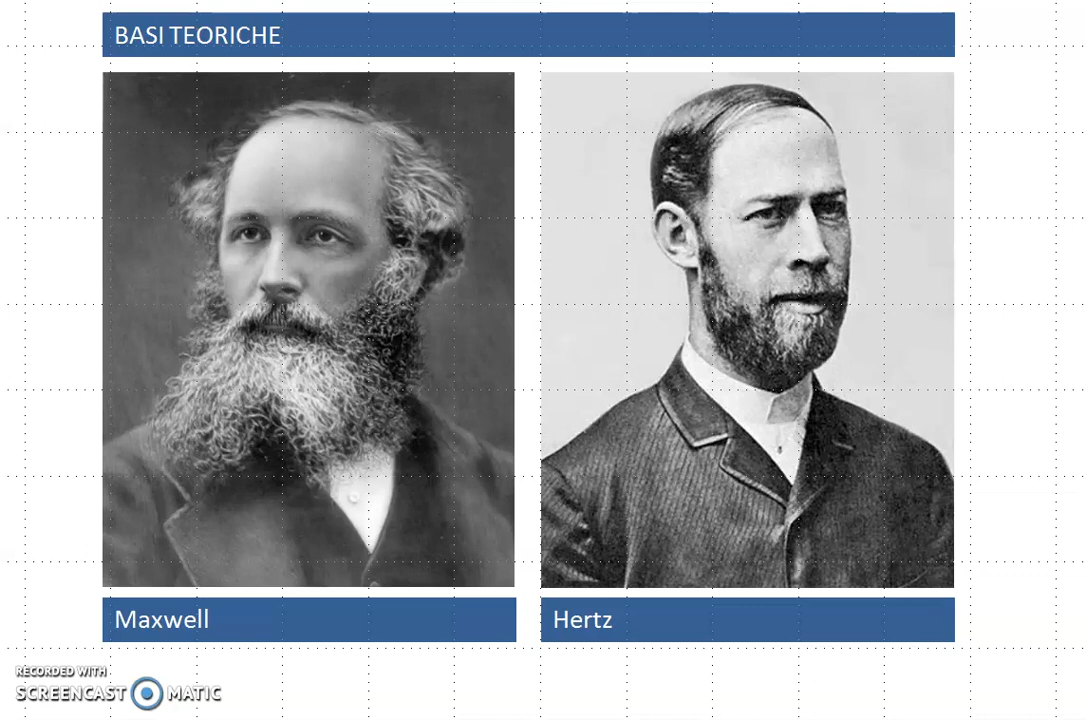 BASI TEORICHE
Maxwell
Hertz
RECORDED WITH
SCREENCAST MATIC